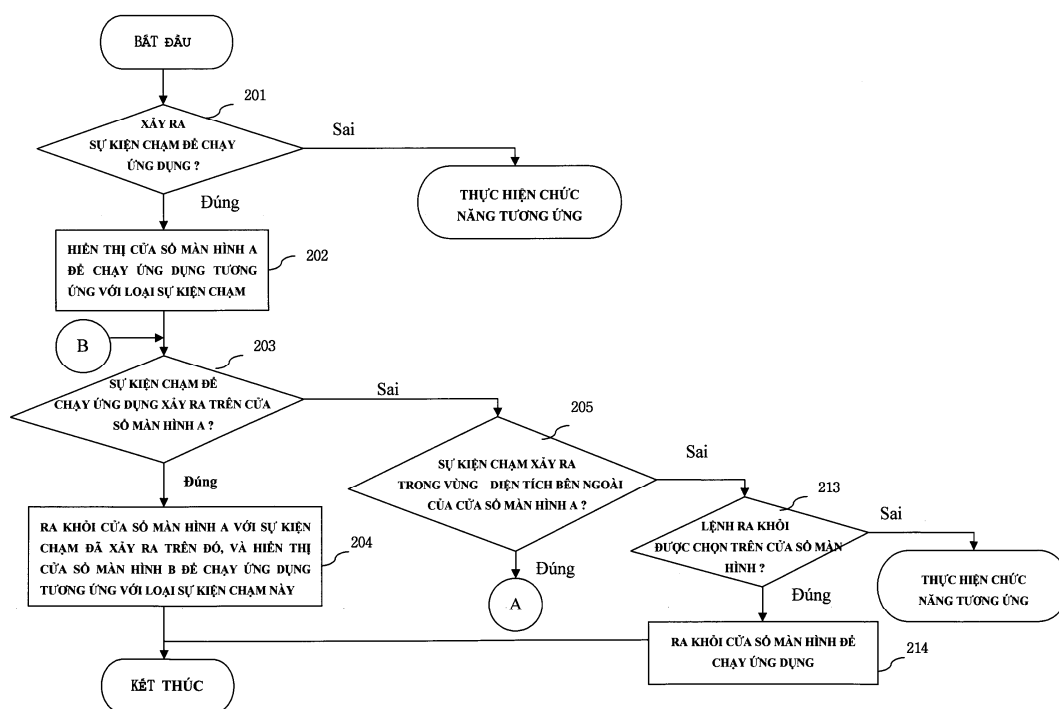 BẮT ĐẦU
201
XẢY RA
SỰ KIỆN CHẠM ĐỂ CHẠY
ỨNG DỤNG ?
Sai
Đúng
THỰC HIỆN CHỨC
NĂNG TƯƠNG ỨNG
HIỂN THỊ CỬA SỔ MÀN HÌNH A
ĐỂ CHẠY ỨNG DỤNG TƯƠNG
ỨNG VỚI LOẠI SỰ KIỆN CHẠM
202
B
203
SỰ KIỆN CHẠM ĐỂ
CHẠY ỨNG DỤNG XẢY RA TRÊN CỬA
SỔ MÀN HÌNH A ?
Sai
Đúng
205
SỰ KIỆN CHẠM XẢY RA
TRONG VÙNG DIỆN TÍCH BÊN NGOÀI
CỦA CỬA SỔ MÀN HÌNH A ?
Sai
Đúng
A
213
LỆNH RA KHỎI
ĐƯỢC CHỌN TRÊN CỬA SỔ MÀN
HÌNH ?
Sai
Đúng
THỰC HIỆN CHỨC
NĂNG TƯƠNG ỨNG
RA KHỎI CỬA SỔ MÀN HÌNH A VỚI SỰ KIỆN
CHẠM ĐÃ XẢY RA TRÊN ĐÓ, VÀ HIỂN THỊ
CỬA SỔ MÀN HÌNH B ĐỂ CHẠY ỨNG DỤNG
TƯƠNG ỨNG VỚI LOẠI SỰ KIỆN CHẠM NÀY
204
RA KHỎI CỬA SỔ MÀN HÌNH ĐỂ
CHẠY ỨNG DỤNG
214
KẾT THÚC